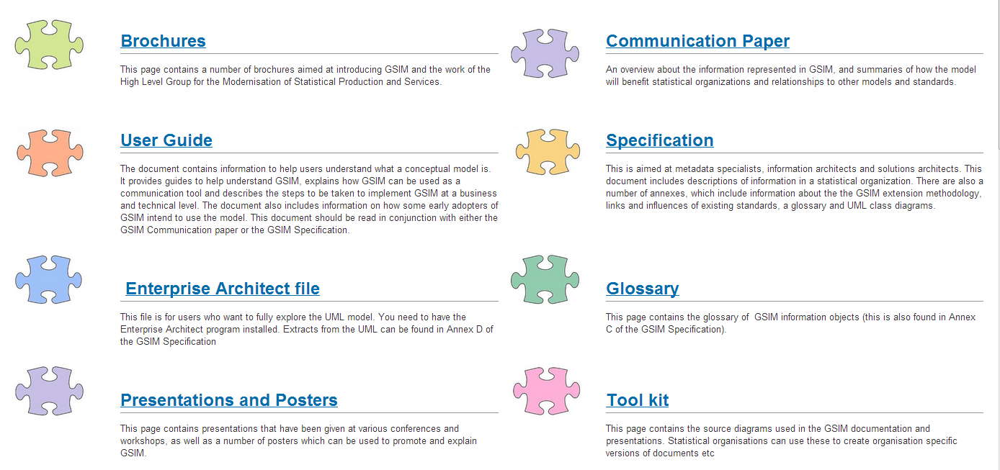 Brochures
This page contains a number of brochures aimed at introducing GSIM and the work of the
High Level Group for the Modernisation of Statistical Production and Services.
Communication Paper
An overview about the information represented in GSIM, and summaries of how the model
will benefit statistical organizations and relationships to other models and standards.
User Guide
The document contains information to help users understand what a conceptual model is.
It provides guides to help understand GSIM, explains how GSIM can be used as a
communication tool and describes the steps to be taken to implement GSIM at a business
and technical level. The document also includes information on how some early adopters of
GSIM intend to use the model. This document should be read in conjunction with either the
GSIM Communication paper or the GSIM Specification.
Specification
This is aimed at metadata specialists, information architects and solutions architects. This
document includes descriptions of information in a statistical organization. There are also a
number of annexes, which include information about the the GSIM extension methodology,
links and influences of existing standards, a glossary and UML class diagrams.
Enterprise Architect file
This file is for users who want to fully explore the UML model. You need to have the
Enterprise Architect program installed. Extracts from the UML can be found in Annex D of
the GSIM Specification
Glossary
This page contains the glossary of  GSIM information objects (this is also found in Annex
C of the GSIM Specification).
Presentations and Posters
This page contains presentations that have been given at various conferences and
workshops, as well as a number of posters which can be used to promote and explain
GSIM.
Tool kit
This page contains the source diagrams used in the GSIM documentation and
presentations. Statistical organisations can use these to create organisation specific
versions of documents etc